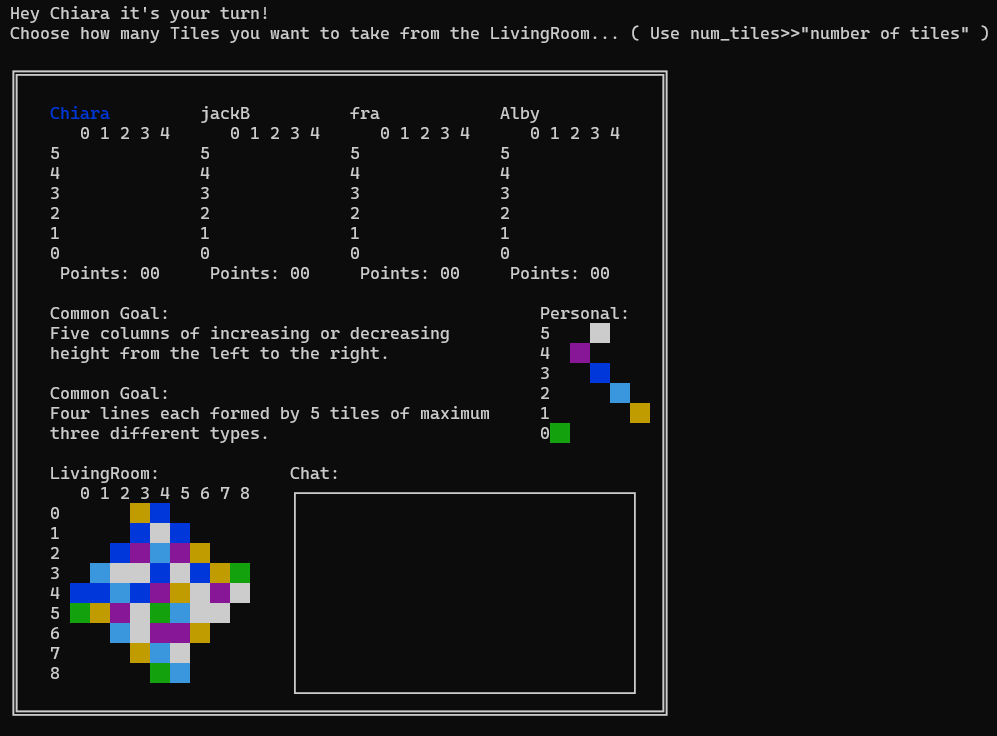 Hey Chiara it's your turn!
Choose how many Tiles you want to take from the LivingRoom... ( Use num_tiles>>"number of tiles" )
Chiara jackB fra Alby
0 1 2 3 4 0 1 2 3 4 0 1 2 3 4 0 1 2 3 4
5 5 5 5
4 4 4 4
3 3 3 3
2 2 2 2
1 1 1 1
0 0 0 0
Points: 00 Points: 00 Points: 00 Points: 00
Common Goal: Personal:
Five columns of increasing or decreasing 5
height from the left to the right. 4
3
Common Goal: 2
Four lines each formed by 5 tiles of maximum 1
three different types. 0
LivingRoom: Chat:
0 1 2 3 4 5 6 7 8
0
1
2
3
4
5
6
7
8